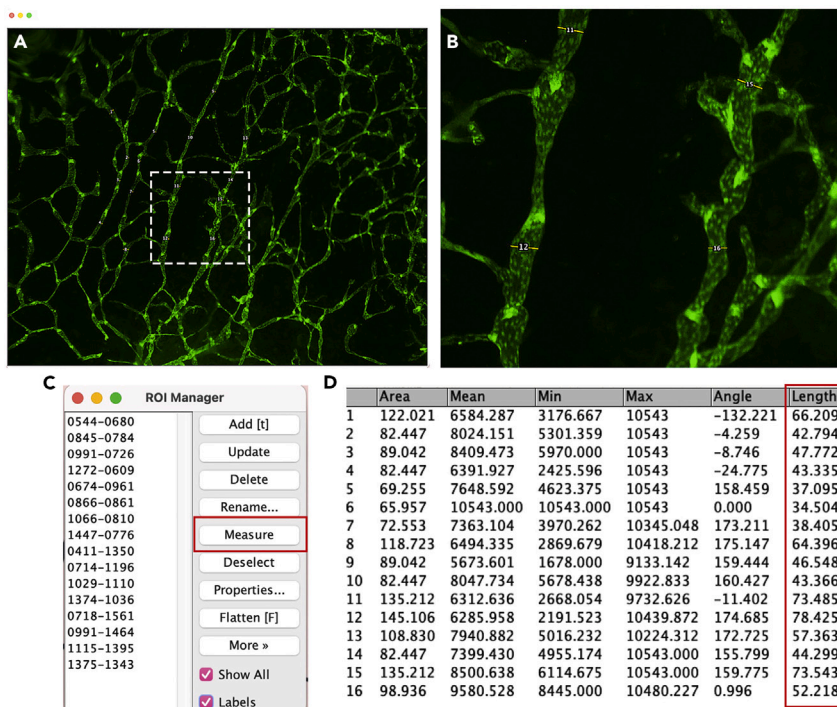 A
B
11
15
12
16
C
ROI Manager
0544-0680
0845-0784
0991-0726
1272-0609
0674-0961
0866-0861
1066-0810
1447-0776
0411-1350
0714-1196
1029-1110
1374-1036
0718-1561
0991-1464
1115-1395
1375-1343
Add [t]
Update
Delete
Rename...
Measure
Deselect
Properties...
Flatten [F]
More »
Show All
Labels
D
Area Mean Min Max Angle Length
1 122.021 6584.287 3176.667 10543 -132.221 66.209
2 82.447 8024.151 5301.359 10543 -4.259 42.794
3 89.042 8409.473 5970.000 10543 -8.746 47.772
4 82.447 6391.927 2425.596 10543 -24.775 43.335
5 69.255 7648.592 4623.375 10543 158.459 37.095
6 65.957 10543.000 10543.000 10543 0.000 34.504
7 72.553 7363.104 3970.262 10345.048 173.211 38.405
8 118.723 6494.335 2869.679 10418.212 175.147 64.396
9 89.042 5673.601 1678.000 9133.142 159.444 46.548
10 82.447 8047.734 5678.438 9922.833 160.427 43.366
11 135.212 6312.636 2668.054 9732.626 -11.402 73.485
12 145.106 6285.958 2191.523 10439.872 174.685 78.425
13 108.830 7940.882 5016.232 10224.312 172.725 57.363
14 82.447 7399.430 4955.174 10543.000 155.799 44.299
15 135.212 8500.638 6114.675 10543.000 159.775 73.543
16 98.936 9580.528 8445.000 10480.227 0.996 52.218